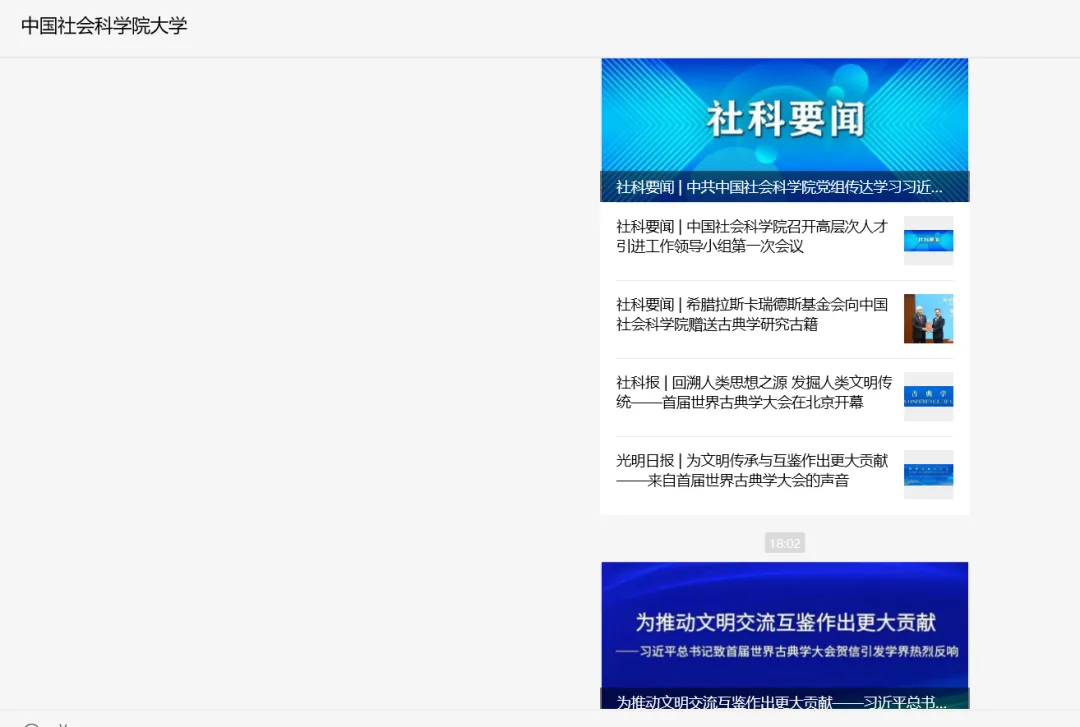 中国社会科学院大学
社科要闻
社科要闻 | 中共中国社会科学院党组传达学习习近...
社科要闻 | 中国社会科学院召开高层次人才
引进工作领导小组第一次会议
社科要闻
社科要闻 | 希腊拉斯卡瑞德斯基金会向中国
社会科学院赠送古典学研究古籍
社科报 | 回溯人类思想之源 发掘人类文明传
统——首届世界古典学大会在北京开幕
古典学
光明日报 | 为文明传承与互鉴作出更大贡献
——来自首届世界古典学大会的声音
18:02
为推动文明交流互鉴作出更大贡献
——习近平总书记致首届世界古典学大会贺信引发学界热烈反响
为推动文明交流互鉴作出更大贡献——习近平总书...